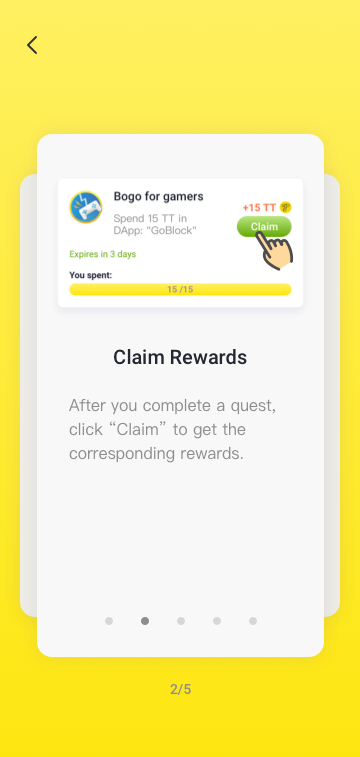 Bogo for gamers
+15 TT
Spend 15 TT in
DApp: "GoBlock"
Claim
Expires in 3 days
You spent:
15 /15
Claim Rewards
After you complete a quest,
click “Claim” to get the
corresponding rewards.
2/5